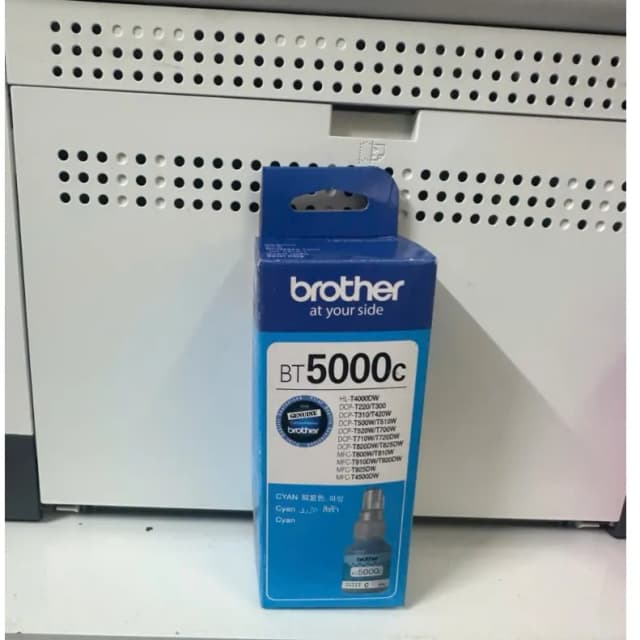 brother
at your side
BT5000C
GENUINE
brother
HL-T4000DW
DCP-T220/T300
DCP-T310/T420W
DCP-T500W/T510W
DCP-T520W/T700W
DCP-T710W/T720DW
DCP-T820DW/T825DW
MFC-T800W/T810W
MFC-T910DW/T920DW
MFC-T925DW
MFC-T4500DW
CYAN
Cyan
Cyan
brother
BT5000C
C